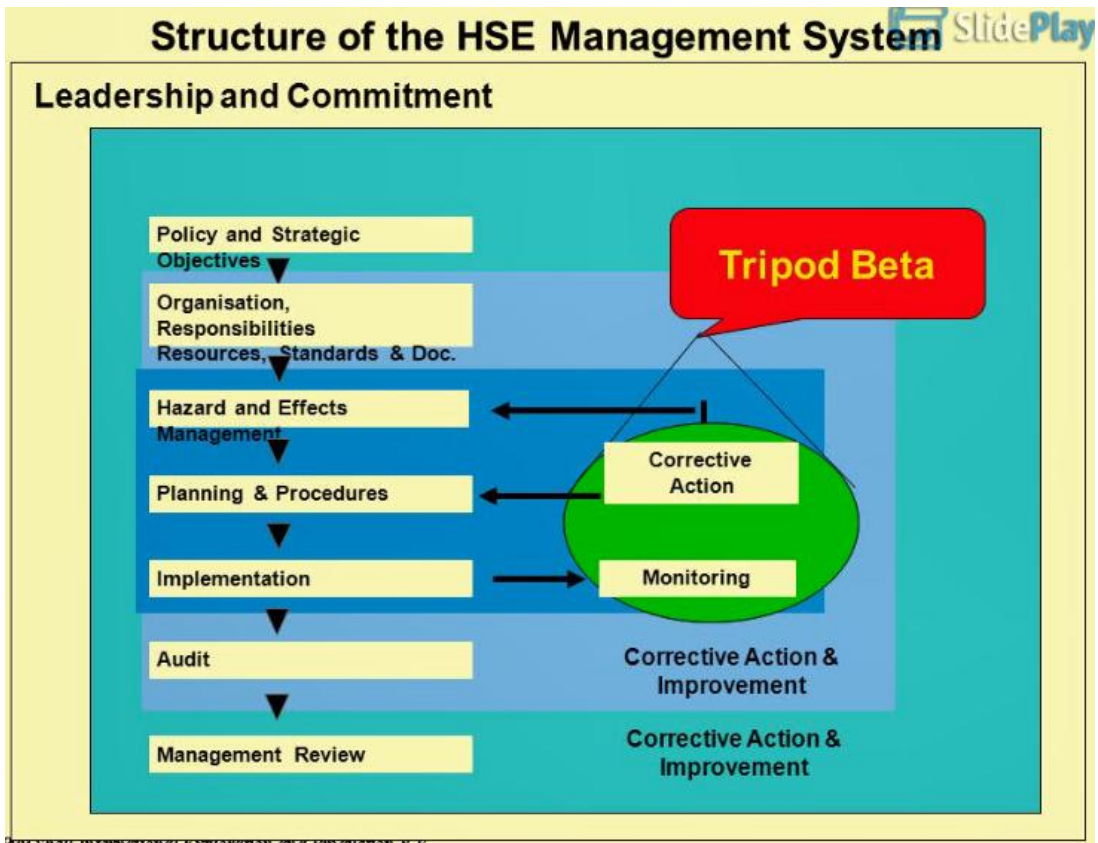 Structure of the HSE Management System
SlidePlay
Leadership and Commitment
Policy and Strategic
Objectives
Tripod Beta
Organisation,
Responsibilities
Resources, Standards & Doc.
Hazard and Effects
Management
Corrective
Action
Planning & Procedures
Implementation
Monitoring
Audit
Corrective Action &
Improvement
Management Review
Corrective Action &
Improvement